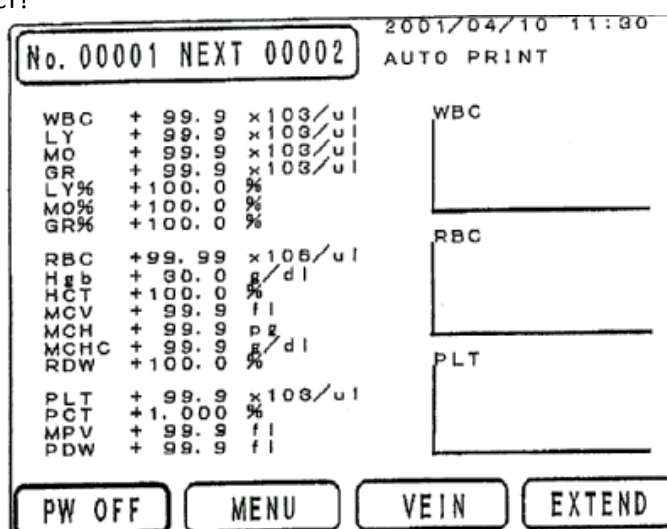 No. 00001 NEXT 00002
2001/04/10 11:30
AUTO PRINT
WBC + 99.9 x103/ul
LY + 99.9 x103/ul
MO + 99.9 x103/ul
GR + 99.9 x103/ul
LY% +100.0 %
MO% +100.0 %
GR% +100.0 %
RBC +99.99 x106/ul
Hgb + 30.0 g/dl
HCT +100.0 %
MCV + 99.9 fl
MCH + 99.9 pg
MCHC + 99.9 g/dl
RDW +100.0 %
PLT + 99.9 x103/ul
PCT +1.000 %
MPV + 99.9 fl
PDW + 99.9 fl
WBC
RBC
PLT
PW OFF
MENU
VEIN
EXTEND